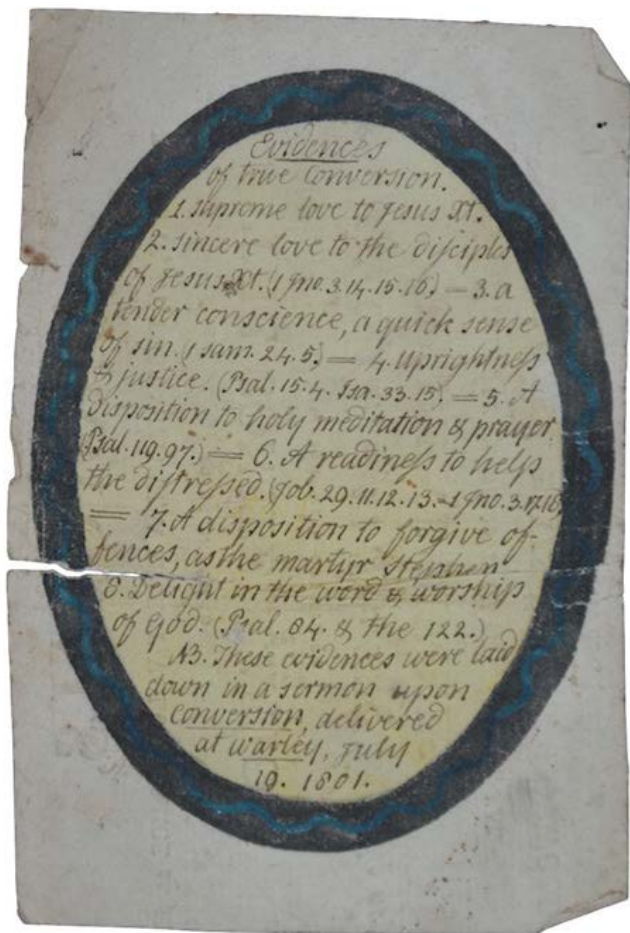 Evidences
of true Conversion.
1. supreme love to Jesus Xt.
2. sincere love to the disciples
of Jesus Xt. (1 Jno. 3. 14. 15. 16.) = 3. a
tender conscience, a quick sense
of sin. (1 sam. 24. 5.) = 4. uprightness
& justice. (Psal. 15. 4. Isa. 33. 15.) = 5. A
disposition to holy meditation & prayer
(Psal. 119. 97.) = 6. A readiness to help
the distressed. (Job. 29. 11. 12. 13. - 1 Jno. 3. 17. 18.)
= 7. A disposition to forgive of-
fences, as the martyr Stephen
8. Delight in the word & worship
of God. (Psal. 84. & the 122.)
NB. These evidences were laid
down in a sermon upon
conversion, delivered
at warley, July
19. 1801.